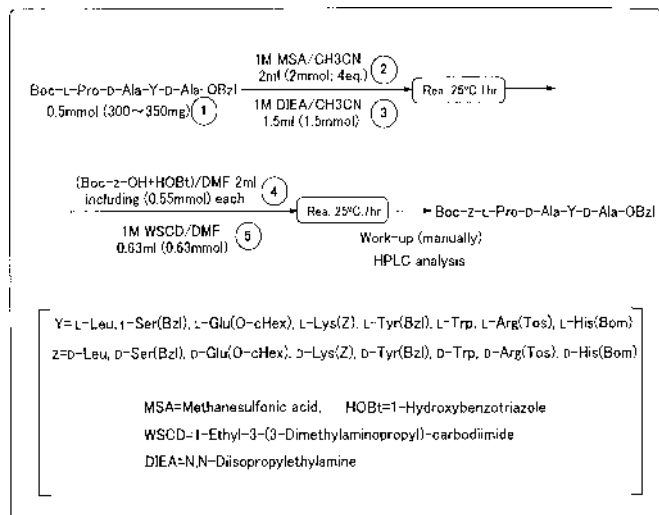 1M MSA/CH3CN
2ml (2mmol; 4eq.) 2
Boc-L-Pro-D-Ala-Y-D-Ala-OBzl
0.5mmol (300~350mg) 1
Rea. 25°C. 1hr
1M DIEA/CH3CN
1.5ml (1.5mmol) 3
(Boc-z-OH+HOBt)/DMF 2ml
including (0.55mmol) each 4
Rea. 25°C./hr
Boc-z-L-Pro-D-Ala-Y-D-Ala-OBzl
1M WSCD/DMF
0.63ml (0.63mmol) 5
Work-up (manually)
HPLC analysis
Y=L-Leu, L-Ser(Bzl), L-Glu(O-cHex), L-Lys(Z), L-Tyr(Bzl), L-Trp, L-Arg(Tos), L-His(Bom)
Z=D-Leu, D-Ser(Bzl), D-Glu(O-cHex), D-Lys(Z), D-Tyr(Bzl), D-Trp, D-Arg(Tos), D-His(Bom)
MSA=Methanesulfonic acid, HOBt=1-Hydroxybenzotriazole
WSCD=1-Ethyl-3-(3-Dimethylaminopropyl)-carbodiimide
DIEA=N,N-Diisopropylethylamine